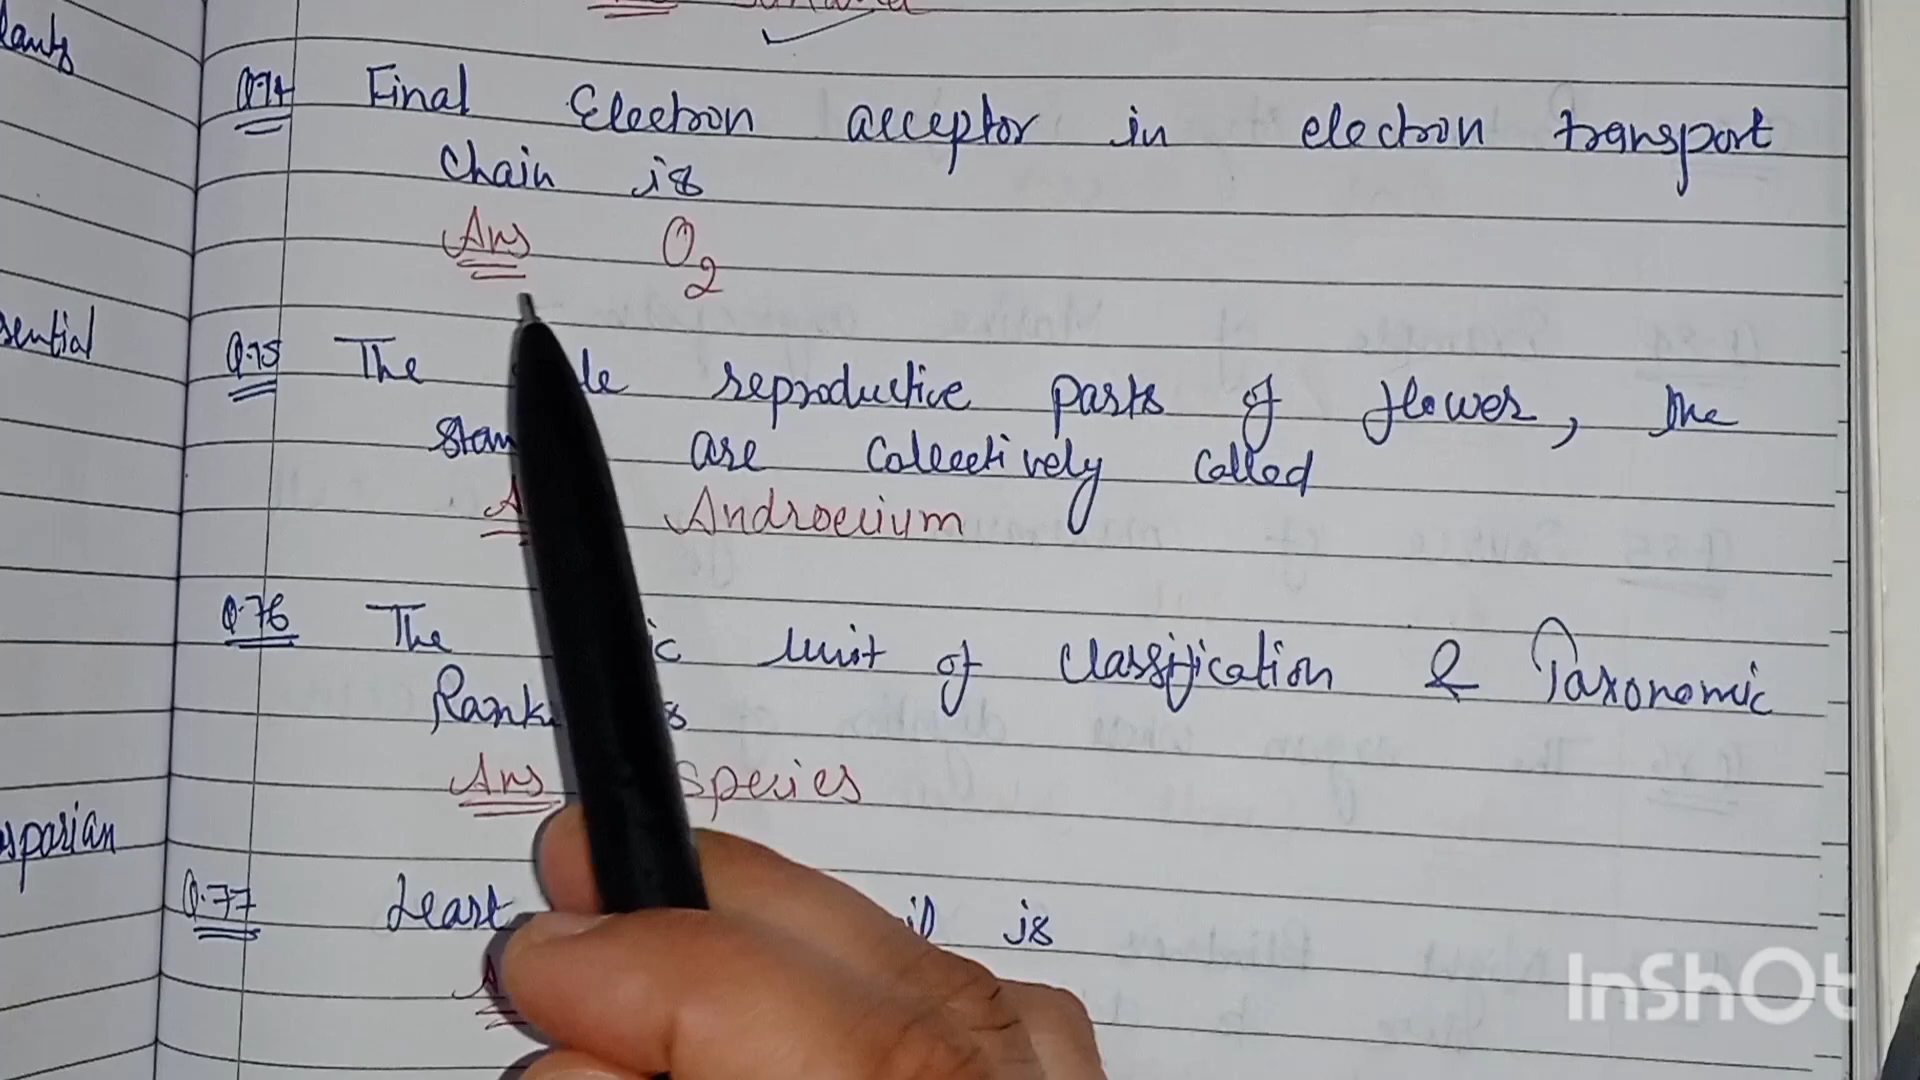 lants
sential
sparian
Q.74 Final Electron acceptor in electron transport
Chain is
Ans O2
Q.75 The reproductive parts of flower, the
are collectively called
Androecium
Q.76 The unit of classification & Taxonomic
is
Ans Species
Q.77 Least is
InShOt